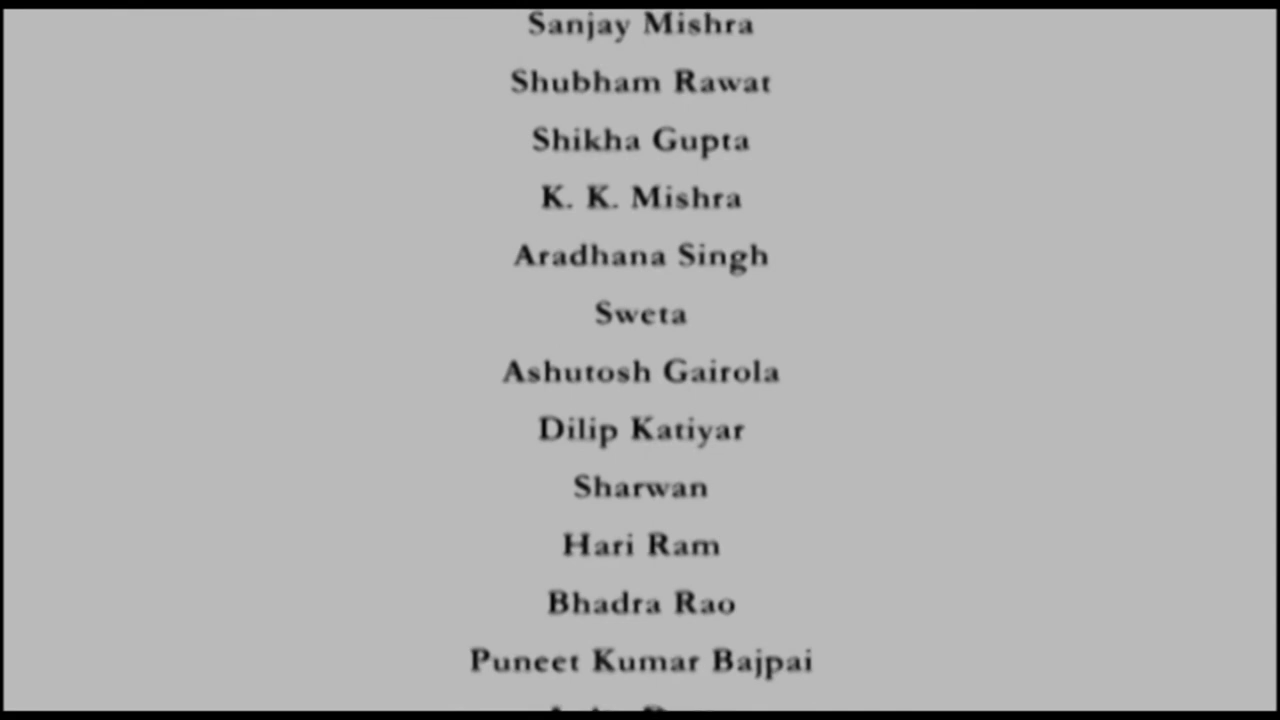 Sanjay Mishra
Shubham Rawat
Shikha Gupta
K. K. Mishra
Aradhana Singh
Sweta
Ashutosh Gairola
Dilip Katiyar
Sharwan
Hari Ram
Bhadra Rao
Puneet Kumar Bajpai